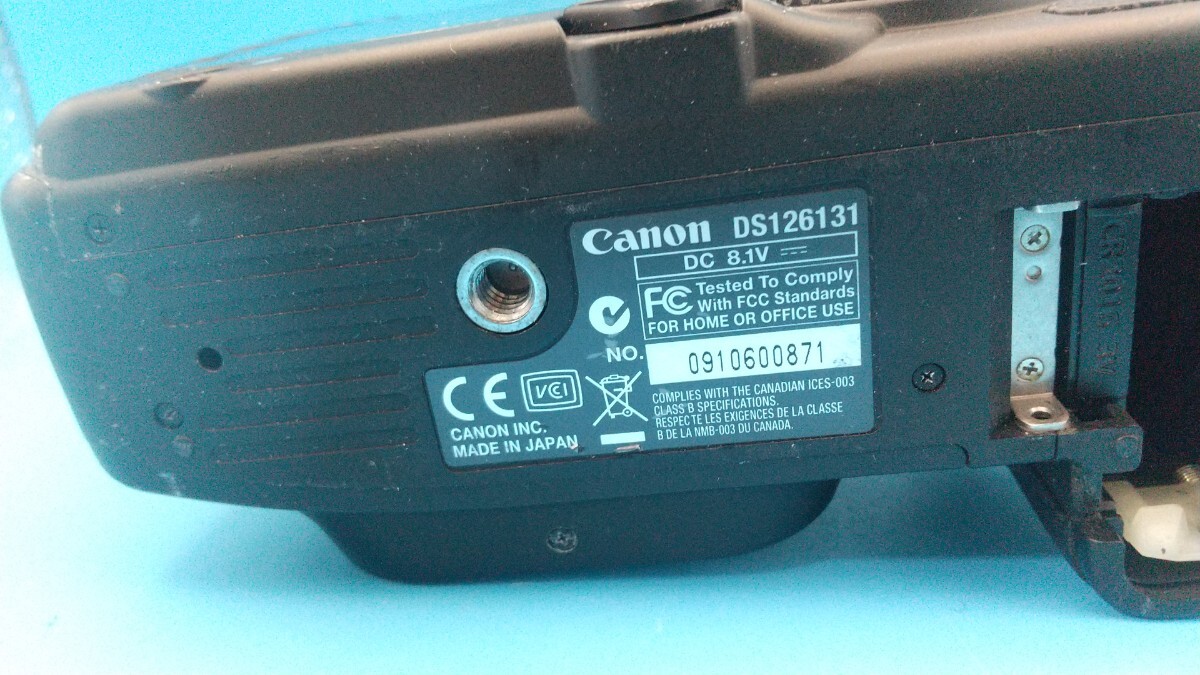 Canon DS126131
DC 8.1V
FC Tested To Comply
With FCC Standards
FOR HOME OR OFFICE USE
NO. 0910600871
CE VCI
COMPLIES WITH THE CANADIAN ICES-003
CLASS B SPECIFICATIONS.
RESPECTE LES EXIGENCES DE LA CLASSE
B DE LA NMB-003 DU CANADA.
CANON INC.
MADE IN JAPAN